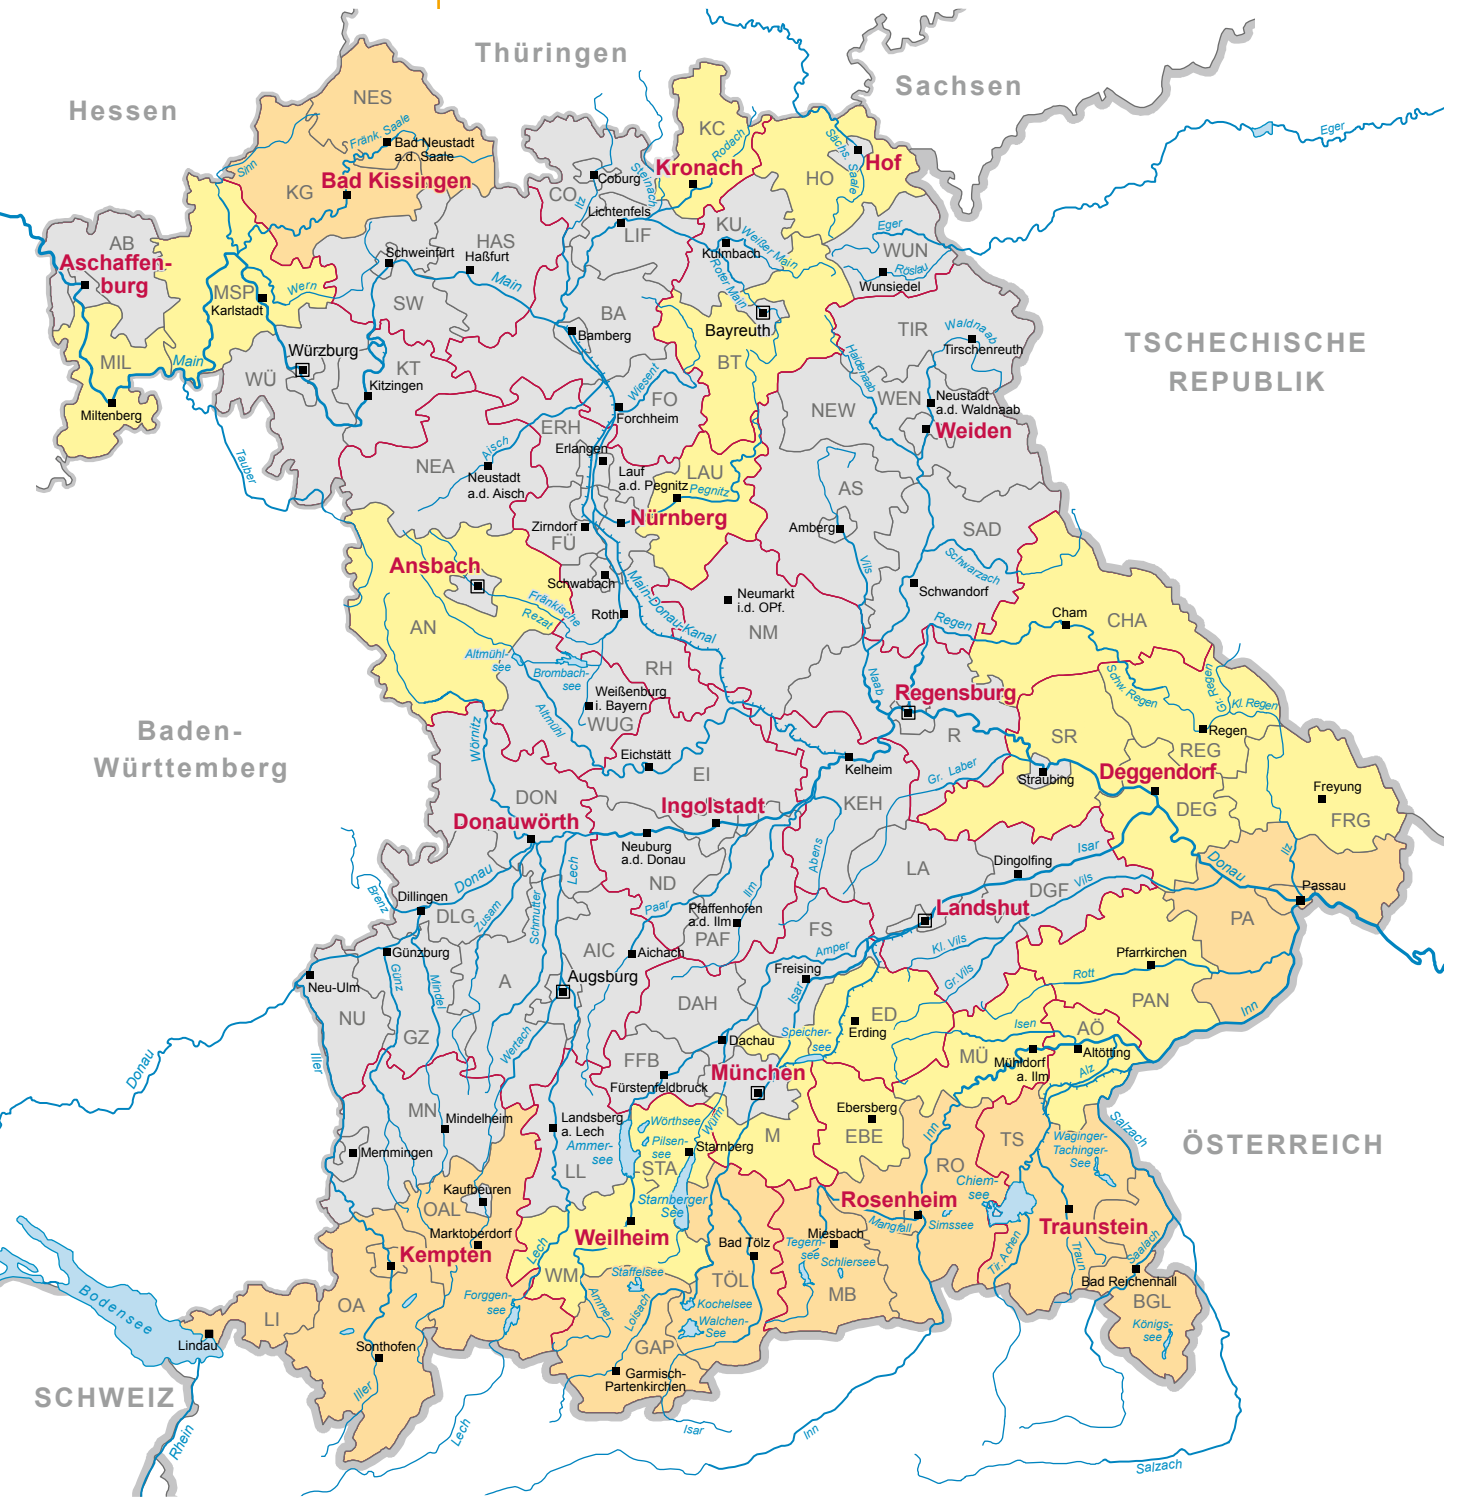 Thüringen
Hessen
Sachsen
TSCHECHISCHE
REPUBLIK
Baden-
Württemberg
ÖSTERREICH
SCHWEIZ
NES
Fränk. Saale
Bad Neustadt
a.d. Saale
Sinn
KG
Bad Kissingen
KC
Rodach
Kronach
Steinach
HO
Sächs. Saale
Hof
Eger
CO
Coburg
Itz
Lichtenfels
LIF
KU
Kulmbach
Weißer Main
Roter Main
Eger
WUN
Röslau
Wunsiedel
AB
Aschaffen-
burg
MSP
Karlstadt
Wern
Schweinfurt
HAS
Haßfurt
Main
SW
BA
Bamberg
Bayreuth
BT
TIR
Waldnaab
Tirschenreuth
MIL
Main
Miltenberg
Würzburg
WÜ
KT
Kitzingen
Wiesent
FO
Forchheim
Haidenaab
NEW
WEN
Neustadt
a.d. Waldnaab
Weiden
Tauber
NEA
Aisch
Neustadt
a.d. Aisch
ERH
Erlangen
Lauf
a.d. Pegnitz
LAU
Pegnitz
Nürnberg
AS
Amberg
SAD
Zirndorf
FÜ
Ansbach
Schwabach
Vils
Schwarzach
Schwandorf
AN
Fränkische
Rezat
Roth
Main-Donau-Kanal
Neumarkt
i.d. OPf.
NM
Regen
Cham
CHA
Altmühl-
see
Brombach-
see
RH
Weißenburg
i. Bayern
WUG
Altmühl
Naab
Regensburg
R
Schw. Regen
Gr. Regen
Kl. Regen
Regen
REG
Wörnitz
Eichstätt
EI
Kelheim
Gr. Laber
SR
Straubing
Deggendorf
DEG
Freyung
FRG
DON
Donauwörth
Ingolstadt
KEH
Neuburg
a.d. Donau
ND
Abens
LA
Dingolfing
Isar
DGF
Vils
Donau
Ilz
Passau
PA
Brenz
Dillingen
Donau
DLG
Zusam
Schmutter
Lech
Paar
Ilm
Pfaffenhofen
a.d. Ilm
PAF
FS
Landshut
Amper
Kl. Vils
Gr.Vils
Pfarrkirchen
Rott
PAN
Inn
Günzburg
Neu-Ulm
NU
Günz
Mindel
GZ
A
AIC
Aichach
Augsburg
DAH
Freising
Isar
ED
Erding
Speicher-
see
Isen
AÖ
MÜ
Mühldorf
a. Ilm
Altötting
Alz
Donau
Iller
Wertach
FFB
Dachau
Fürstenfeldbruck
München
MN
Mindelheim
Memmingen
Landsberg
a. Lech
Ammer-
see
LL
Wörthsee
Pilsen-
see
Würm
Starnberg
STA
Starnberger
See
M
Ebersberg
EBE
Inn
RO
TS
Waginger-
Tachinger-
See
Salzach
Chiem-
see
Kaufbeuren
OAL
Marktoberdorf
Kempten
Weilheim
Lech
WM
Staffelsee
Bad Tölz
TÖL
Miesbach
Tegern-
see
Schliersee
MB
Mangfall
Rosenheim
Simssee
Traunstein
Tir. Achen
Traun
Saalach
Bad Reichenhall
BGL
Königs-
see
Bodensee
LI
Lindau
OA
Sonthofen
Iller
Forggen-
see
Ammer
Loisach
Kochelsee
Walchen-
See
GAP
Garmisch-
Partenkirchen
Rhein
Lech
Isar
Inn
Salzach